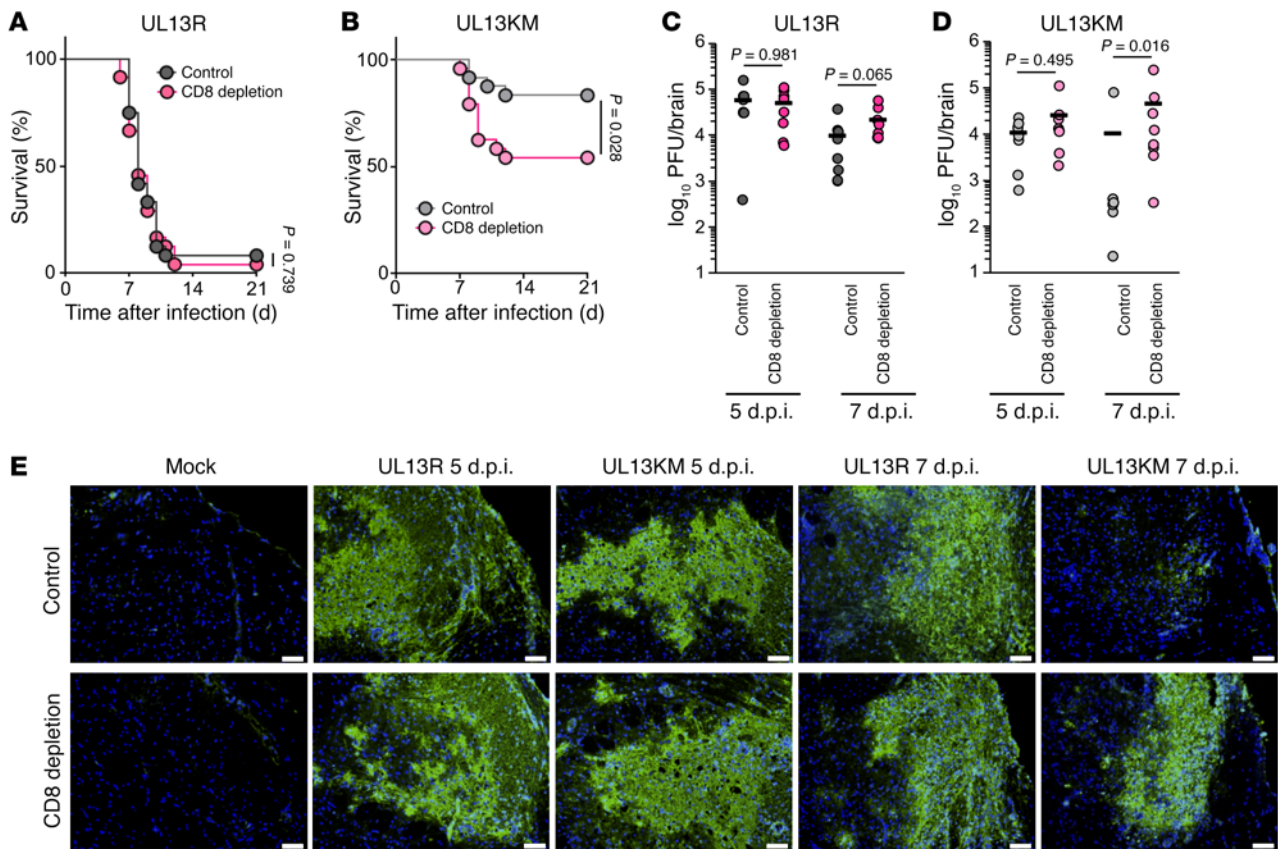 A
UL13R
100
50
0
Survival (%)
Control
CD8 depletion
P = 0.739
0 7 14 21
Time after infection (d)
B
UL13KM
100
50
0
Survival (%)
P = 0.028
Control
CD8 depletion
0 7 14 21
Time after infection (d)
C
UL13R
log10 PFU/brain
6
5
4
3
2
1
P = 0.981
P = 0.065
Control
CD8 depletion
Control
CD8 depletion
5 d.p.i.
7 d.p.i.
D
UL13KM
log10 PFU/brain
6
5
4
3
2
1
P = 0.495
P = 0.016
Control
CD8 depletion
Control
CD8 depletion
5 d.p.i.
7 d.p.i.
E
Mock
UL13R 5 d.p.i.
UL13KM 5 d.p.i.
UL13R 7 d.p.i.
UL13KM 7 d.p.i.
Control
CD8 depletion